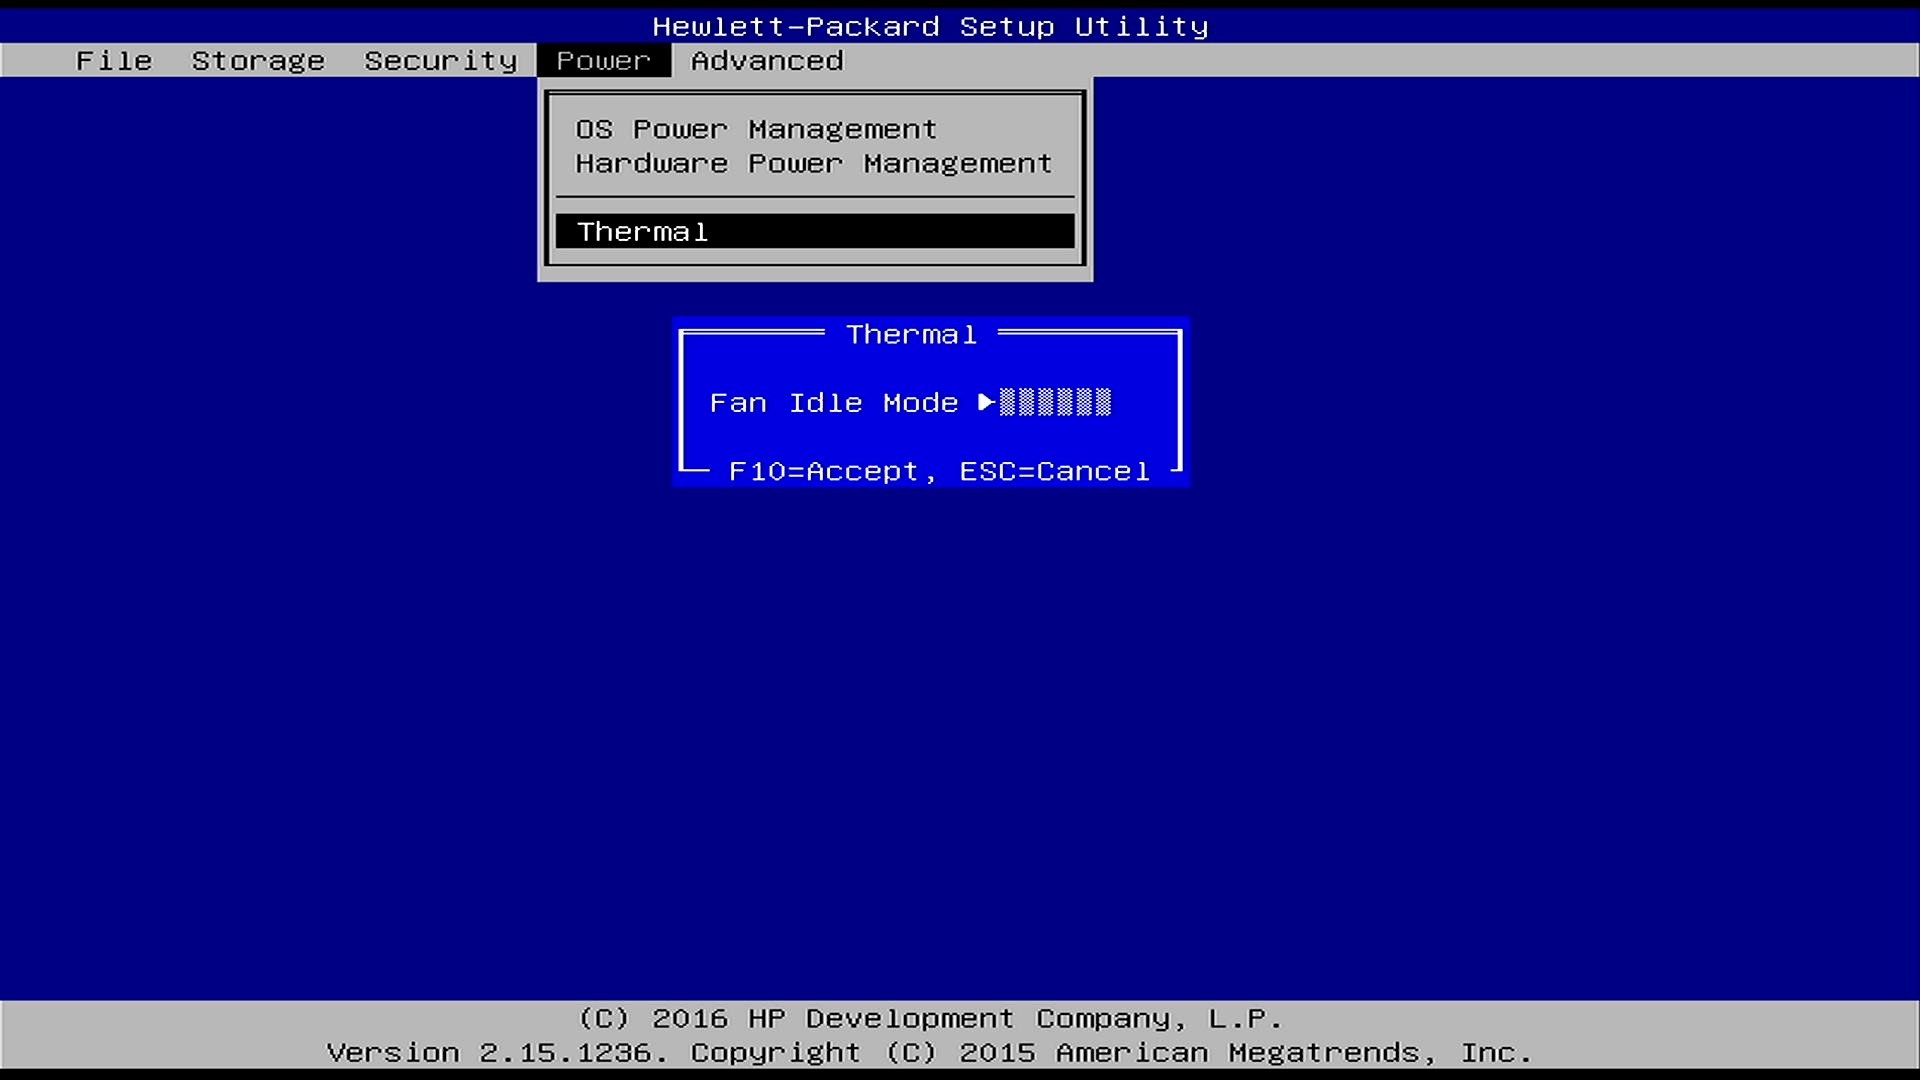 Hewlett-Packard Setup Utility
File Storage Security Power Advanced
OS Power Management
Hardware Power Management
Thermal
Thermal
Fan Idle Mode ►▒▒▒▒▒▒
F10=Accept, ESC=Cancel
(C) 2016 HP Development Company, L.P.
Version 2.15.1236. Copyright (C) 2015 American Megatrends, Inc.